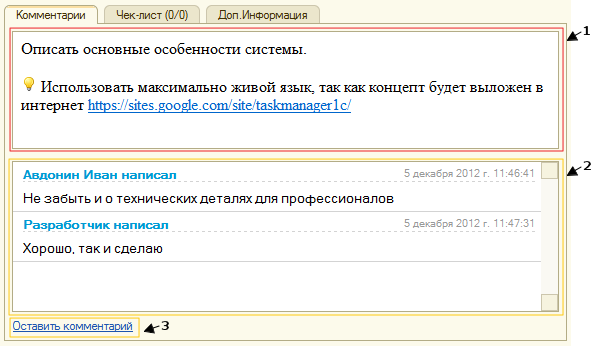 Комментарии Чек-лист (0/0) Доп.Информация
1
Описать основные особенности системы.
Использовать максимально живой язык, так как концепт будет выложен в
интернет https://sites.google.com/site/taskmanager1c/
2
Авдонин Иван написал 5 декабря 2012 г. 11:46:41
Не забыть и о технических деталях для профессионалов
Разработчик написал 5 декабря 2012 г. 11:47:31
Хорошо, так и сделаю
Оставить комментарий 3